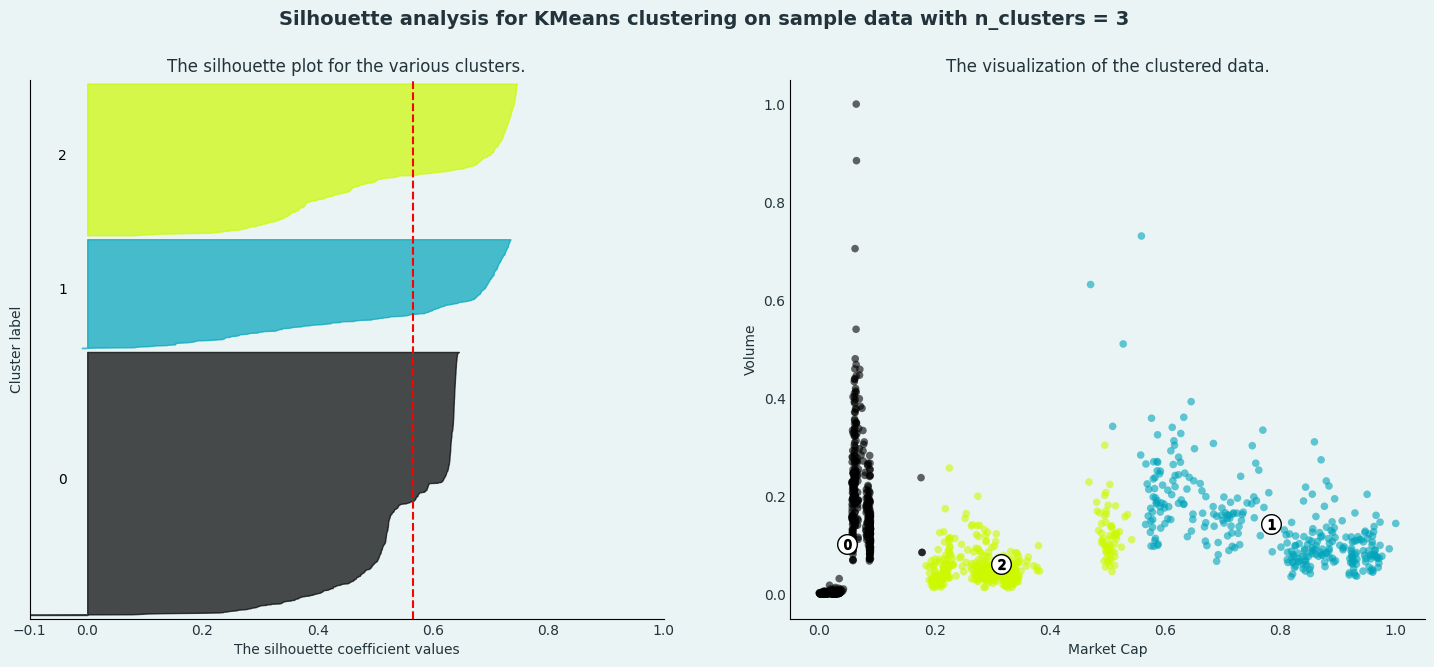 Silhouette analysis for KMeans clustering on sample data with n_clusters = 3
The silhouette plot for the various clusters.
2
1
0
Cluster label
−0.1 0.0 0.2 0.4 0.6 0.8 1.0
The silhouette coefficient values
The visualization of the clustered data.
1.0
0.8
0.6
0.4
0.2
0.0
Volume
0
2
1
0.0 0.2 0.4 0.6 0.8 1.0
Market Cap